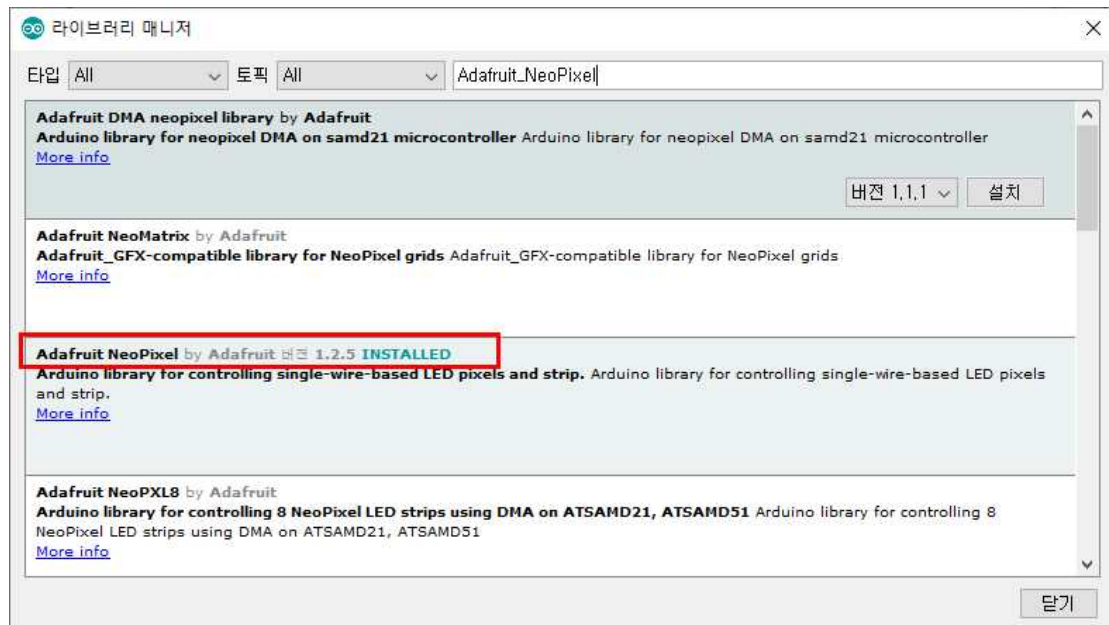 라이브러리 매니저
타입 All 토픽 All Adafruit_NeoPixel
Adafruit DMA neopixel library by Adafruit
Arduino library for neopixel DMA on samd21 microcontroller Arduino library for neopixel DMA on samd21 microcontroller
More info
버전 1.1.1 설치
Adafruit NeoMatrix by Adafruit
Adafruit_GFX-compatible library for NeoPixel grids Adafruit_GFX-compatible library for NeoPixel grids
More info
Adafruit NeoPixel by Adafruit 버전 1.2.5 INSTALLED
Arduino library for controlling single-wire-based LED pixels and strip. Arduino library for controlling single-wire-based LED pixels
and strip.
More info
Adafruit NeoPXL8 by Adafruit
Arduino library for controlling 8 NeoPixel LED strips using DMA on ATSAMD21, ATSAMD51 Arduino library for controlling 8
NeoPixel LED strips using DMA on ATSAMD21, ATSAMD51
More info
닫기